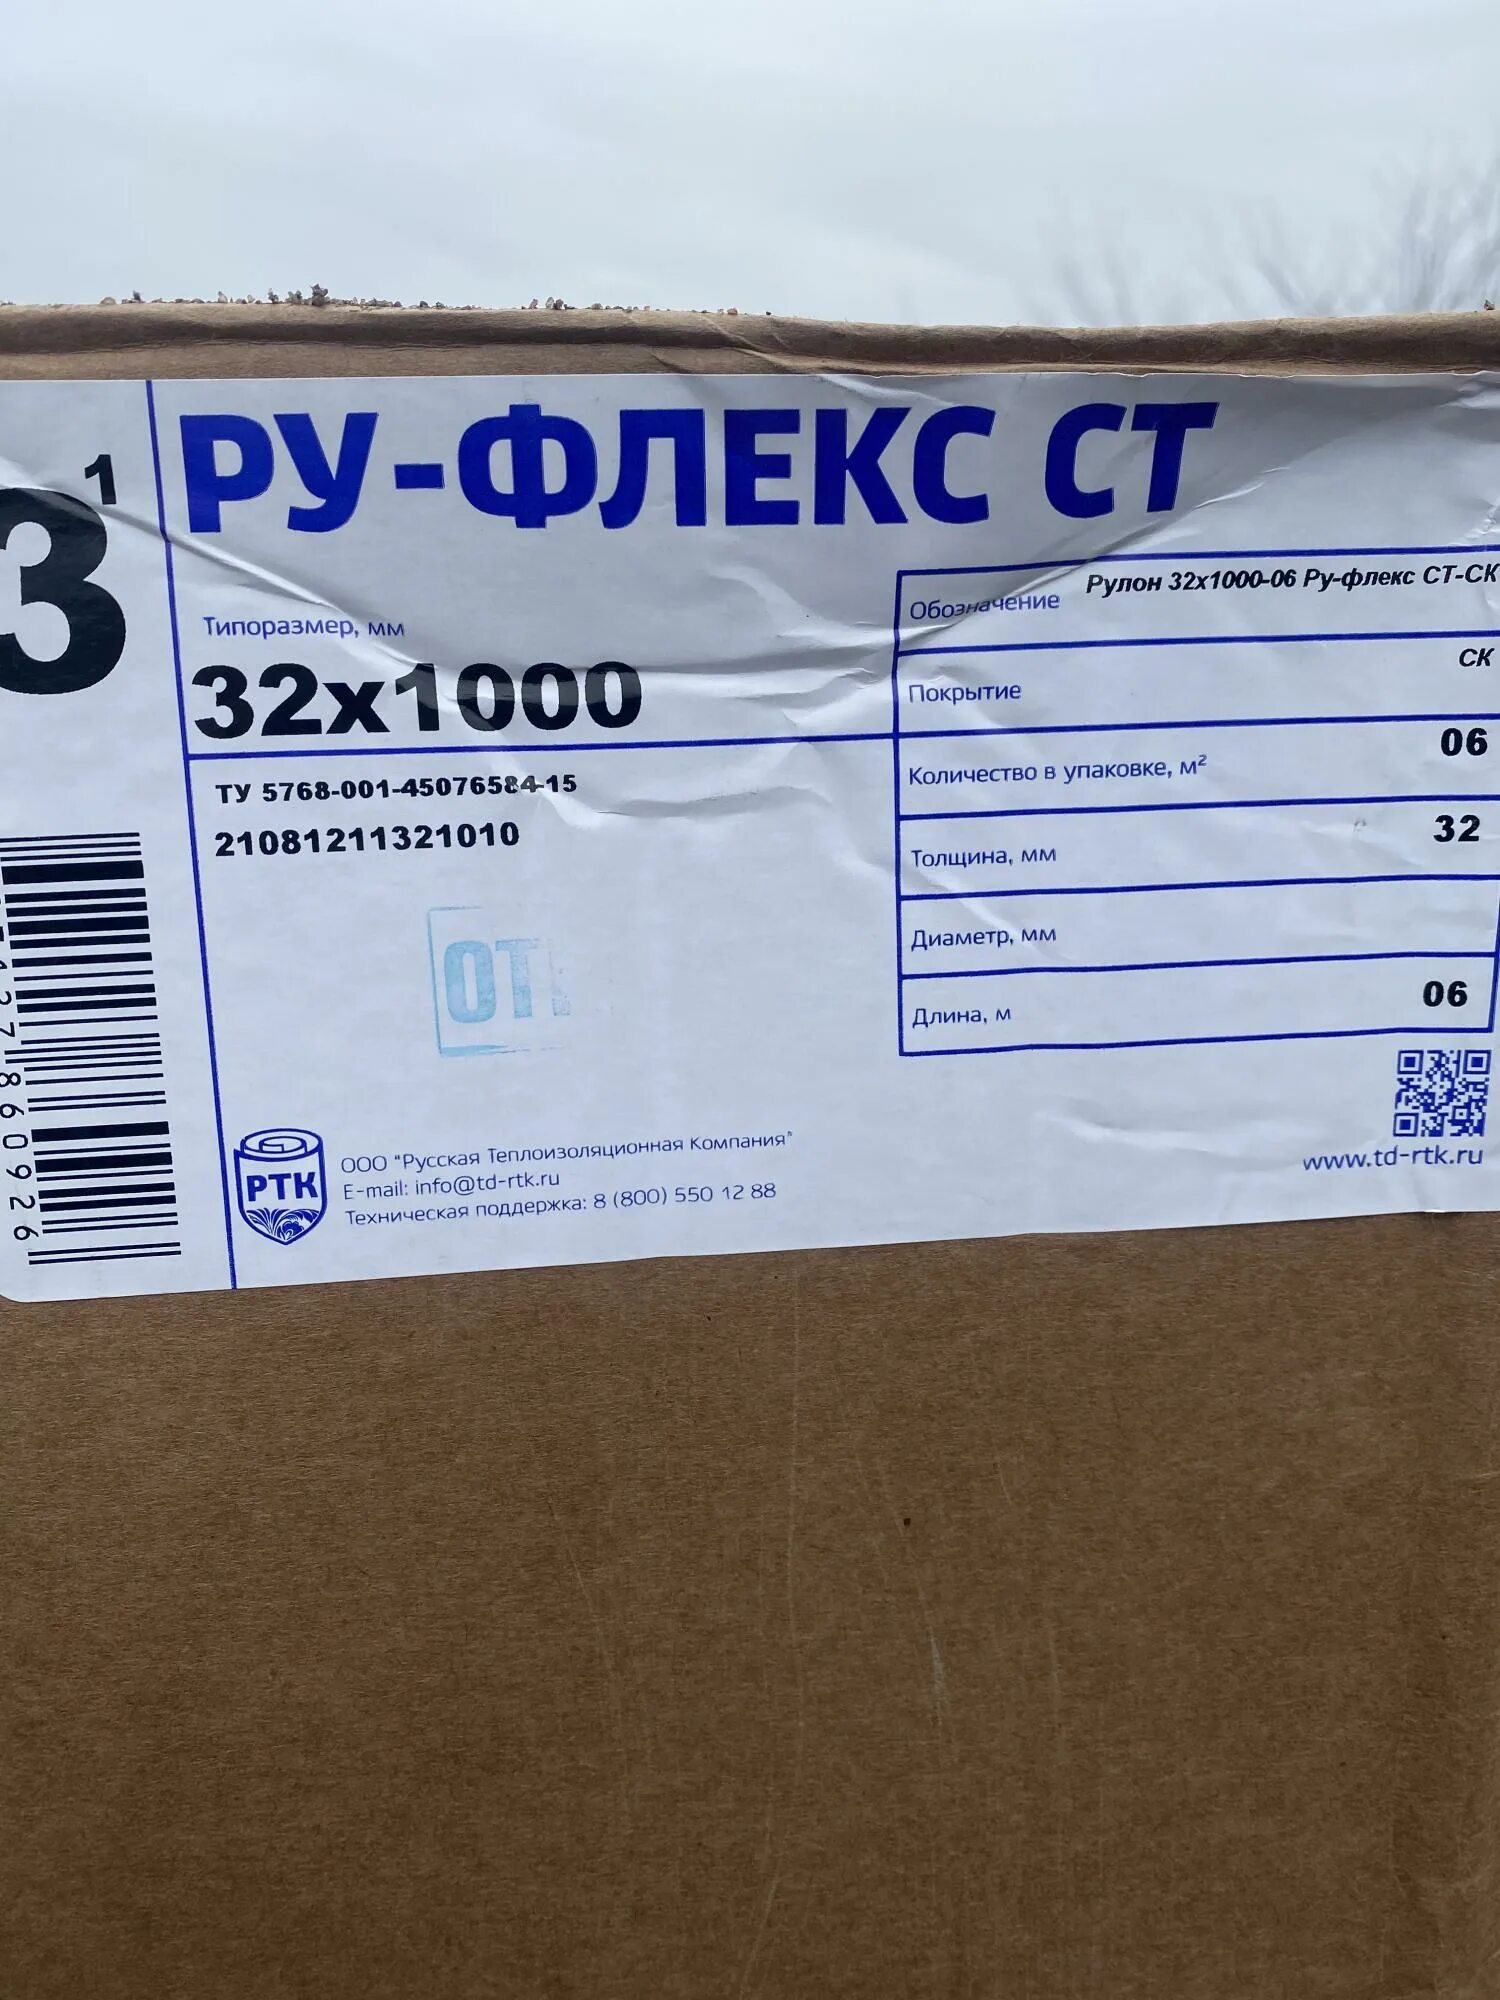 РУ-ФЛЕКС СТ
3
1
Типоразмер, мм
32x1000
ТУ 5768-001-45076584-15
21081211321010
Обозначение Рулон 32х1000-06 Ру-флекс СТ-СК
Покрытие СК
Количество в упаковке, м² 06
Толщина, мм 32
Диаметр, мм
Длина, м 06
www.td-rtk.ru
РТК
ООО "Русская Теплоизоляционная Компания"
E-mail: info@td-rtk.ru
Техническая поддержка: 8 (800) 550 12 88
27860926